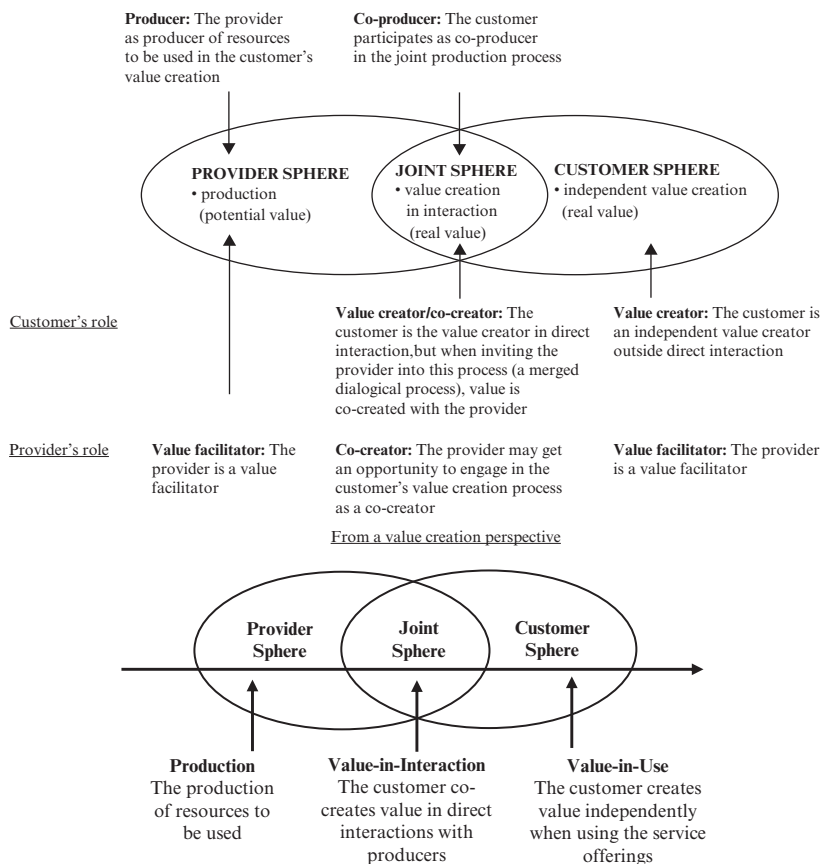 Producer: The provider
as producer of resources
to be used in the customer's
value creation
Co-producer: The customer
participates as co-producer
in the joint production process
PROVIDER SPHERE
• production
(potential value)
JOINT SPHERE
• value creation
in interaction
(real value)
CUSTOMER SPHERE
• independent value creation
(real value)
Customer's role
Value creator/co-creator: The
customer is the value creator in direct
interaction,but when inviting the
provider into this process (a merged
dialogical process), value is
co-created with the provider
Value creator: The customer is
an independent value creator
outside direct interaction
Provider's role
Value facilitator: The
provider is a value
facilitator
Co-creator: The provider may get
an opportunity to engage in the
customer's value creation process
as a co-creator
Value facilitator: The provider
is a value facilitator
From a value creation perspective
Provider
Sphere
Joint
Sphere
Customer
Sphere
Production
The production
of resources to
be used
Value-in-Interaction
The customer co-
creates value in direct
interactions with
producers
Value-in-Use
The customer creates
value independently
when using the service
offerings